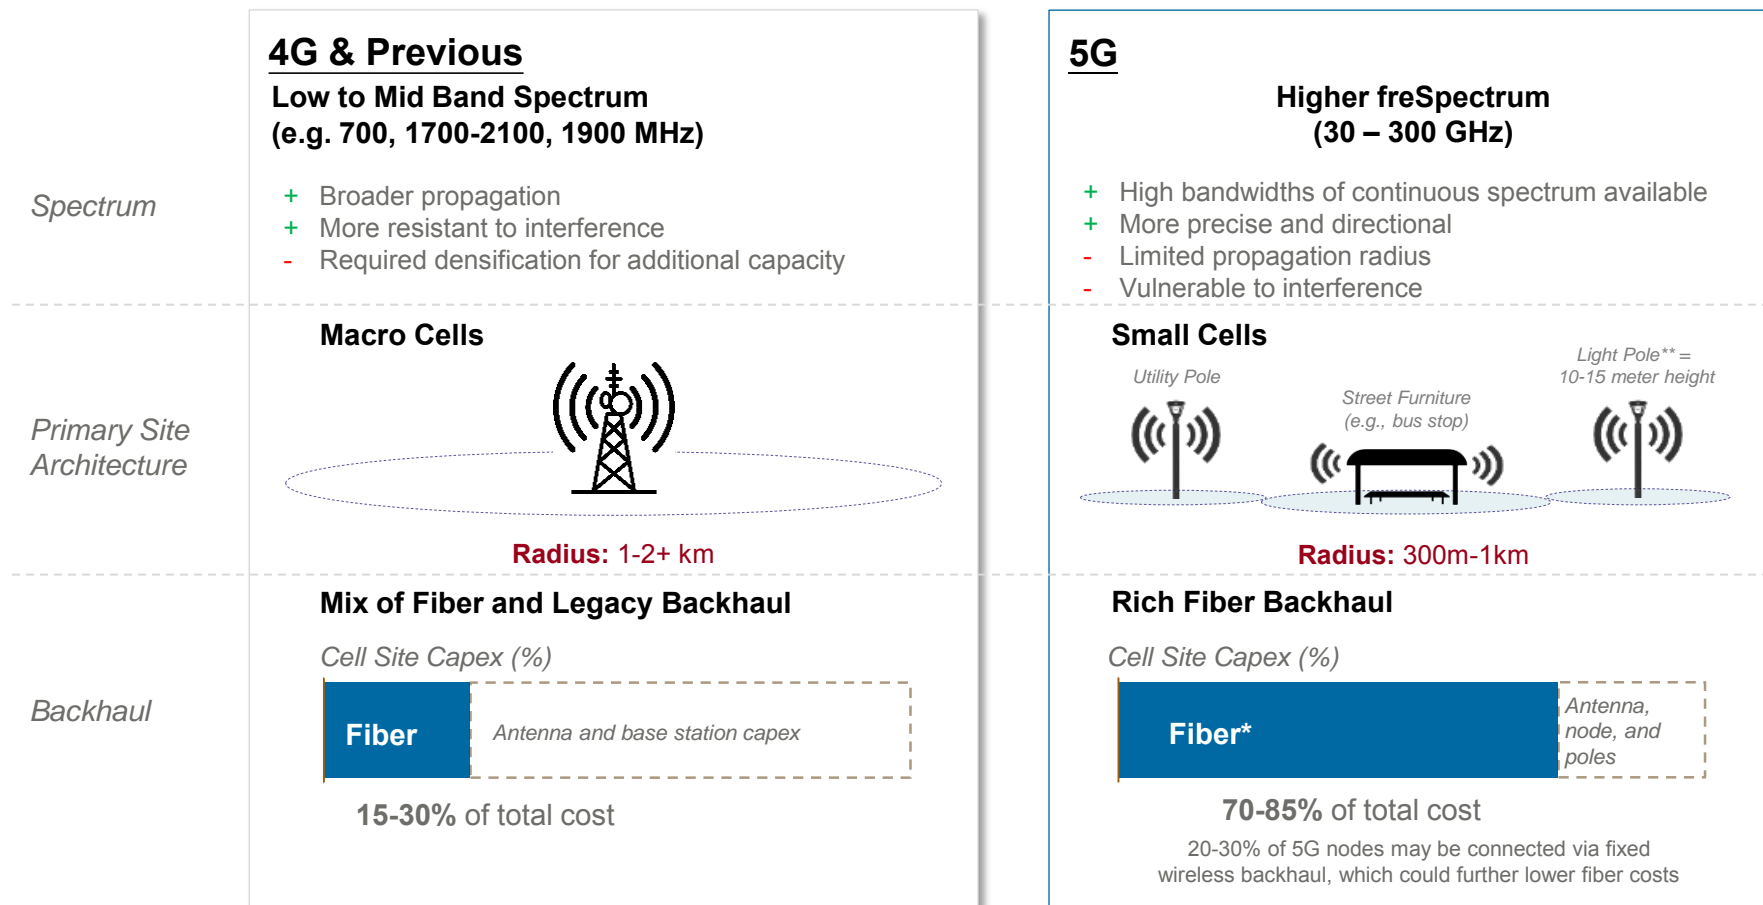 4G & Previous
Low to Mid Band Spectrum
(e.g. 700, 1700-2100, 1900 MHz)
5G
Higher freSpectrum
(30 – 300 GHz)
Spectrum
+ Broader propagation
+ More resistant to interference
- Required densification for additional capacity
+ High bandwidths of continuous spectrum available
+ More precise and directional
- Limited propagation radius
- Vulnerable to interference
Primary Site
Architecture
Macro Cells
Radius: 1-2+ km
Small Cells
Utility Pole
Street Furniture
(e.g., bus stop)
Light Pole** =
10-15 meter height
Radius: 300m-1km
Backhaul
Mix of Fiber and Legacy Backhaul
Cell Site Capex (%)
Fiber
Antenna and base station capex
15-30% of total cost
Rich Fiber Backhaul
Cell Site Capex (%)
Fiber*
Antenna,
node, and
poles
70-85% of total cost
20-30% of 5G nodes may be connected via fixed
wireless backhaul, which could further lower fiber costs